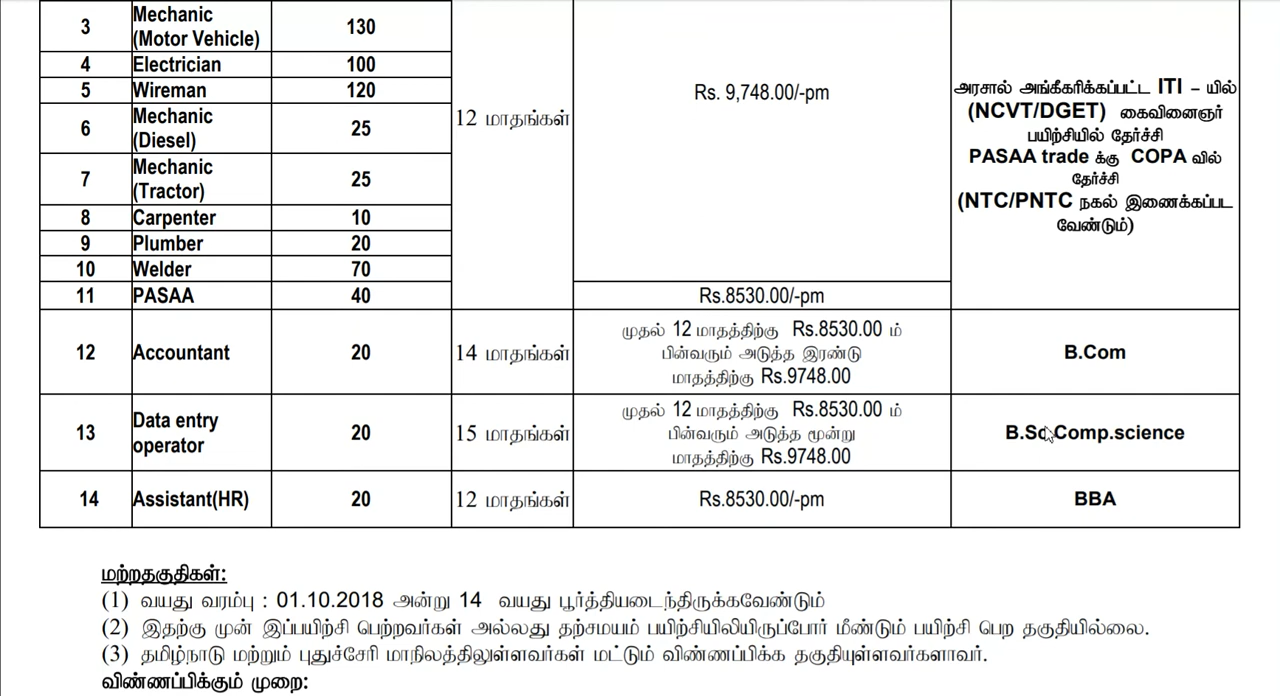 3 Mechanic (Motor Vehicle) 130
4 Electrician 100
5 Wireman 120
6 Mechanic (Diesel) 25
7 Mechanic (Tractor) 25
8 Carpenter 10
9 Plumber 20
10 Welder 70
11 PASAA 40
12 மாதங்கள்
Rs. 9,748.00/-pm
Rs.8530.00/-pm
அரசால் அங்கீகரிக்கப்பட்ட ITI – யில்
(NCVT/DGET) கைவினைஞர்
பயிற்சியில் தேர்ச்சி
PASAA trade க்கு COPA வில்
தேர்ச்சி
(NTC/PNTC நகல் இணைக்கப்பட
வேண்டும்)
12 Accountant 20 14 மாதங்கள்
முதல் 12 மாதத்திற்கு Rs.8530.00 ம்
பின்வரும் அடுத்த இரண்டு
மாதத்திற்கு Rs.9748.00
B.Com
13 Data entry operator 20 15 மாதங்கள்
முதல் 12 மாதத்திற்கு Rs.8530.00 ம்
பின்வரும் அடுத்த மூன்று
மாதத்திற்கு Rs.9748.00
B.Sc Comp.science
14 Assistant(HR) 20 12 மாதங்கள் Rs.8530.00/-pm BBA
மற்றதகுதிகள்:
(1) வயது வரம்பு : 01.10.2018 அன்று 14 வயது பூர்த்தியடைந்திருக்கவேண்டும்
(2) இதற்கு முன் இப்பயிற்சி பெற்றவர்கள் அல்லது தற்சமயம் பயிற்சியிலியிருப்போர் மீண்டும் பயிற்சி பெற தகுதியில்லை.
(3) தமிழ்நாடு மற்றும் புதுச்சேரி மாநிலத்திலுள்ளவர்கள் மட்டும் விண்ணப்பிக்க தகுதியுள்ளவர்களாவர்.
விண்ணப்பிக்கும் முறை: